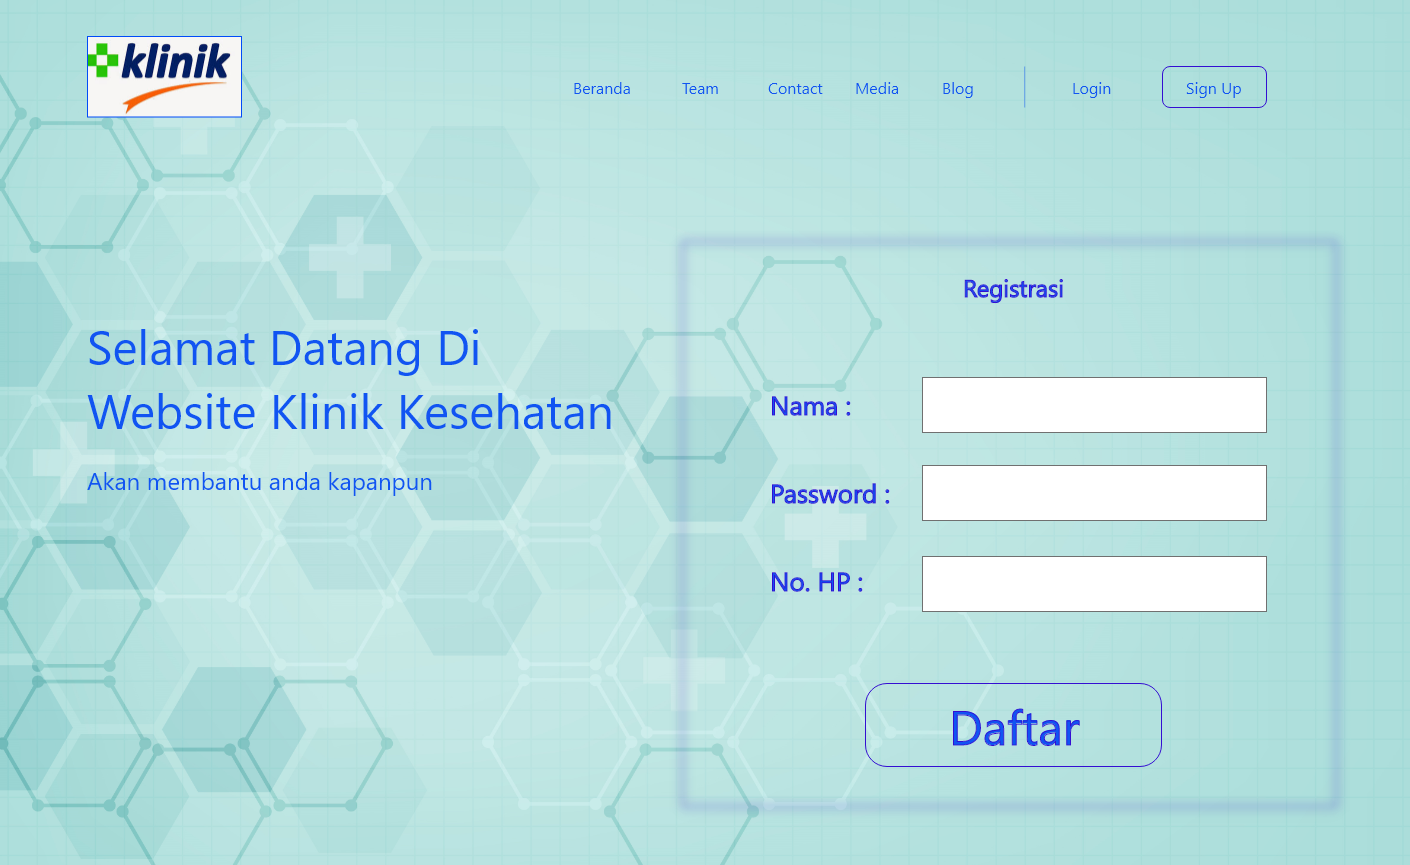 klinik
Beranda Team Contact Media Blog Login Sign Up
Selamat Datang Di
Website Klinik Kesehatan
Akan membantu anda kapanpun
Registrasi
Nama :
Password :
No. HP :
Daftar